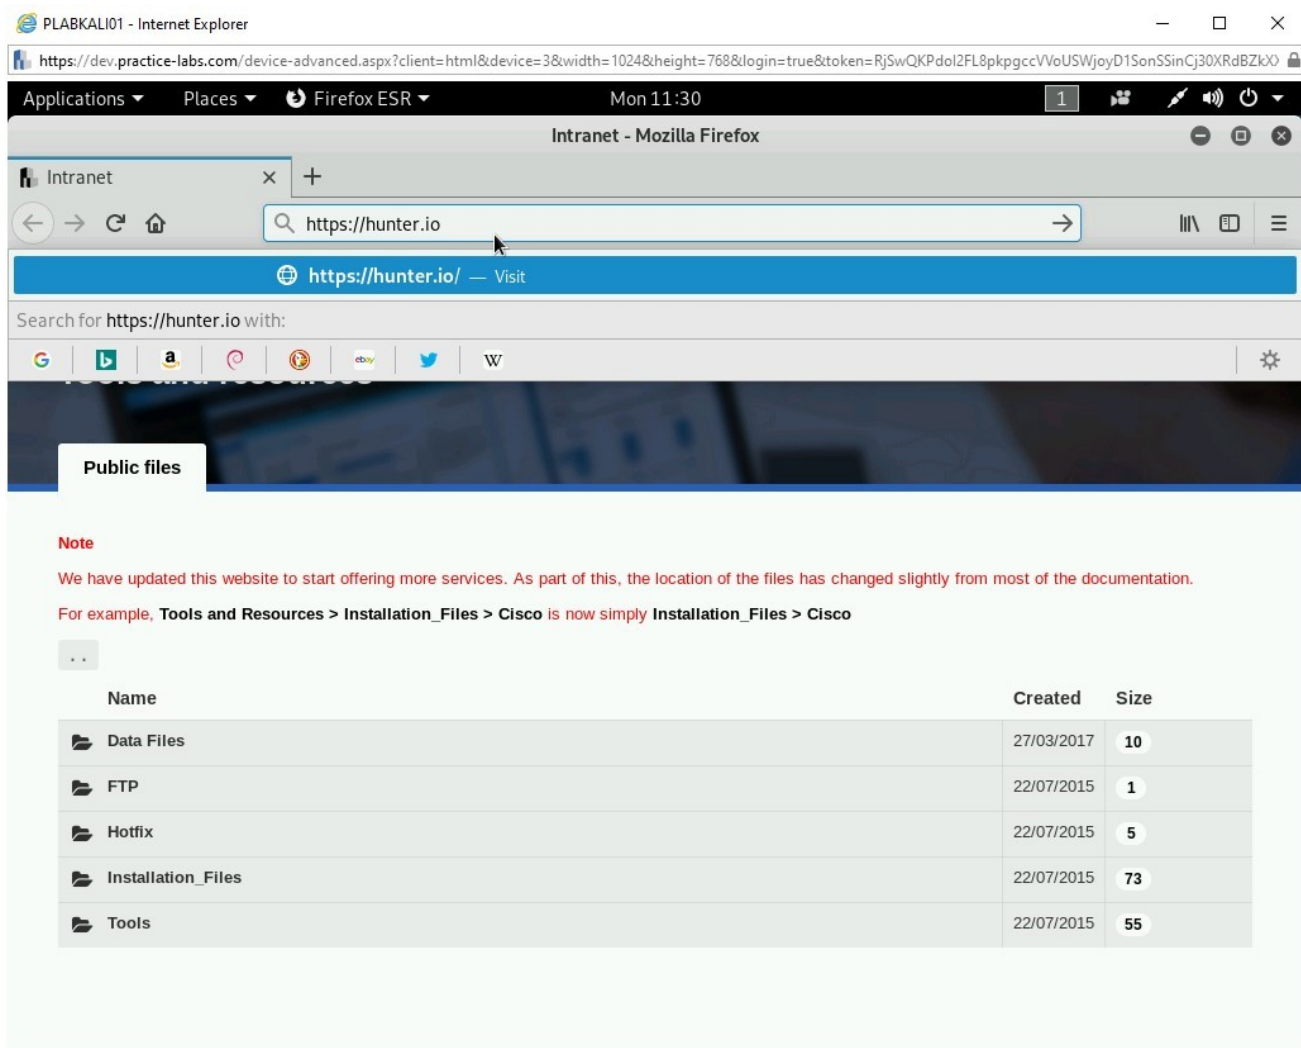 PLABKALI01 - Internet Explorer
https://dev.practice-labs.com/device-advanced.aspx?client=html&device=3&width=1024&height=768&login=true&token=RjSwQKPdol2FL8pkpgccVVoUSWjoyD1SonSSinCj30XRdBZkX
Applications Places Firefox ESR Mon 11:30 1
Intranet - Mozilla Firefox
Intranet
https://hunter.io
https://hunter.io/ — Visit
Search for https://hunter.io with:
Tools and resources
Public files
Note
We have updated this website to start offering more services. As part of this, the location of the files has changed slightly from most of the documentation.
For example, Tools and Resources > Installation_Files > Cisco is now simply Installation_Files > Cisco
..
Name Created Size
Data Files 27/03/2017 10
FTP 22/07/2015 1
Hotfix 22/07/2015 5
Installation_Files 22/07/2015 73
Tools 22/07/2015 55